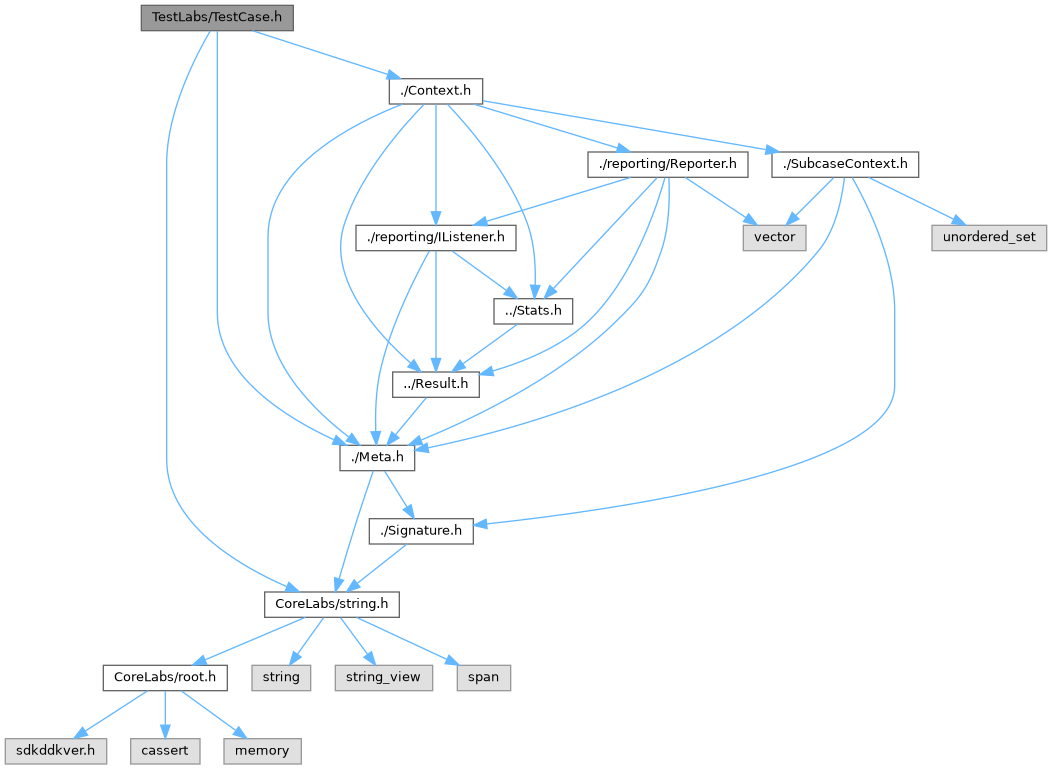 TestLabs/TestCase.h
./Context.h
./reporting/Reporter.h
./SubcaseContext.h
./reporting/IListener.h
vector
unordered_set
../Stats.h
../Result.h
./Meta.h
./Signature.h
CoreLabs/string.h
CoreLabs/root.h
string
string_view
span
sdkddkver.h
cassert
memory